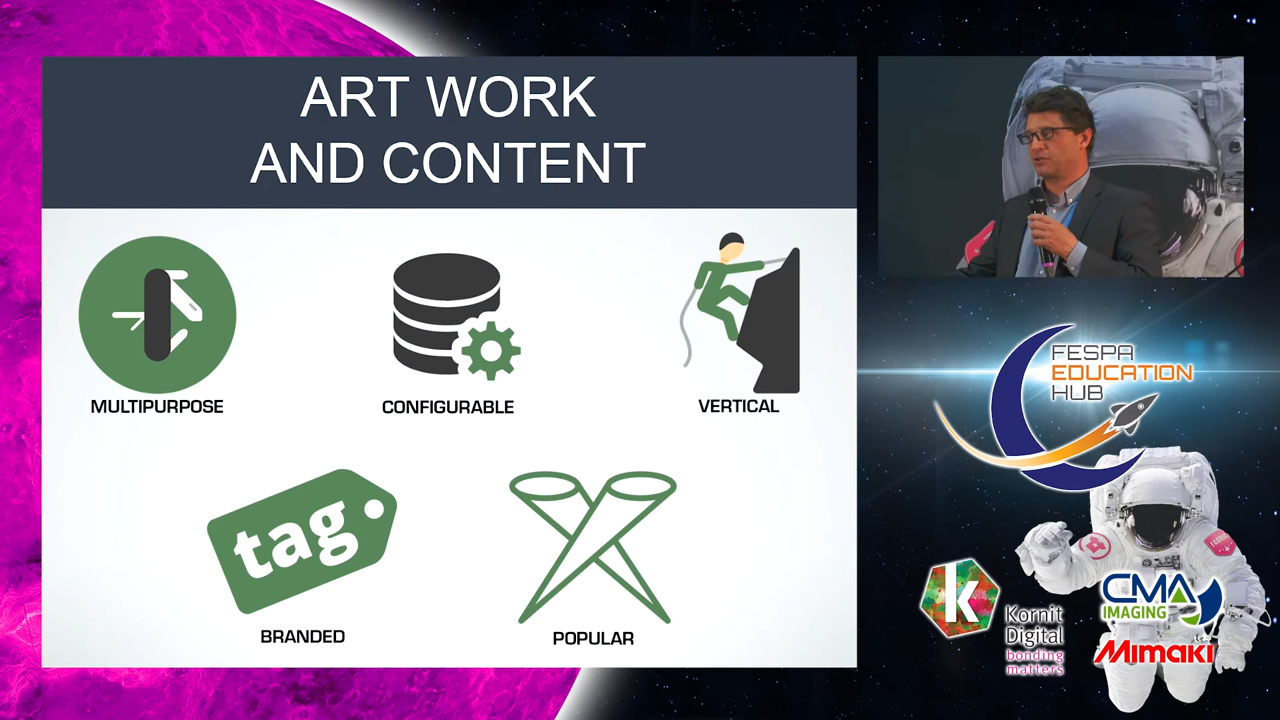 ART WORK
AND CONTENT
MULTIPURPOSE
CONFIGURABLE
VERTICAL
tag
BRANDED
POPULAR
FESPA
EDUCATION
HUB
k
Kornit
Digital
bonding
matters
CMA
IMAGING
Mimaki